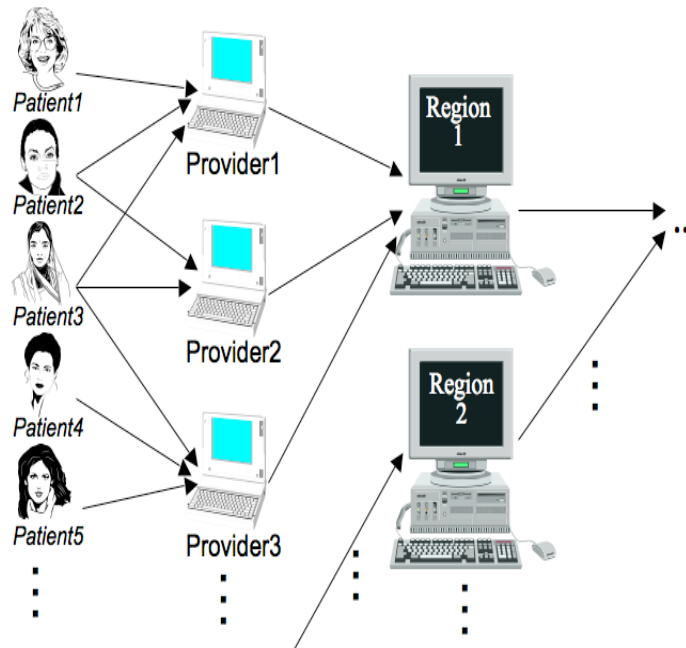 Patient1
Patient2
Patient3
Patient4
Patient5
Provider1
Provider2
Provider3
Region
1
Region
2